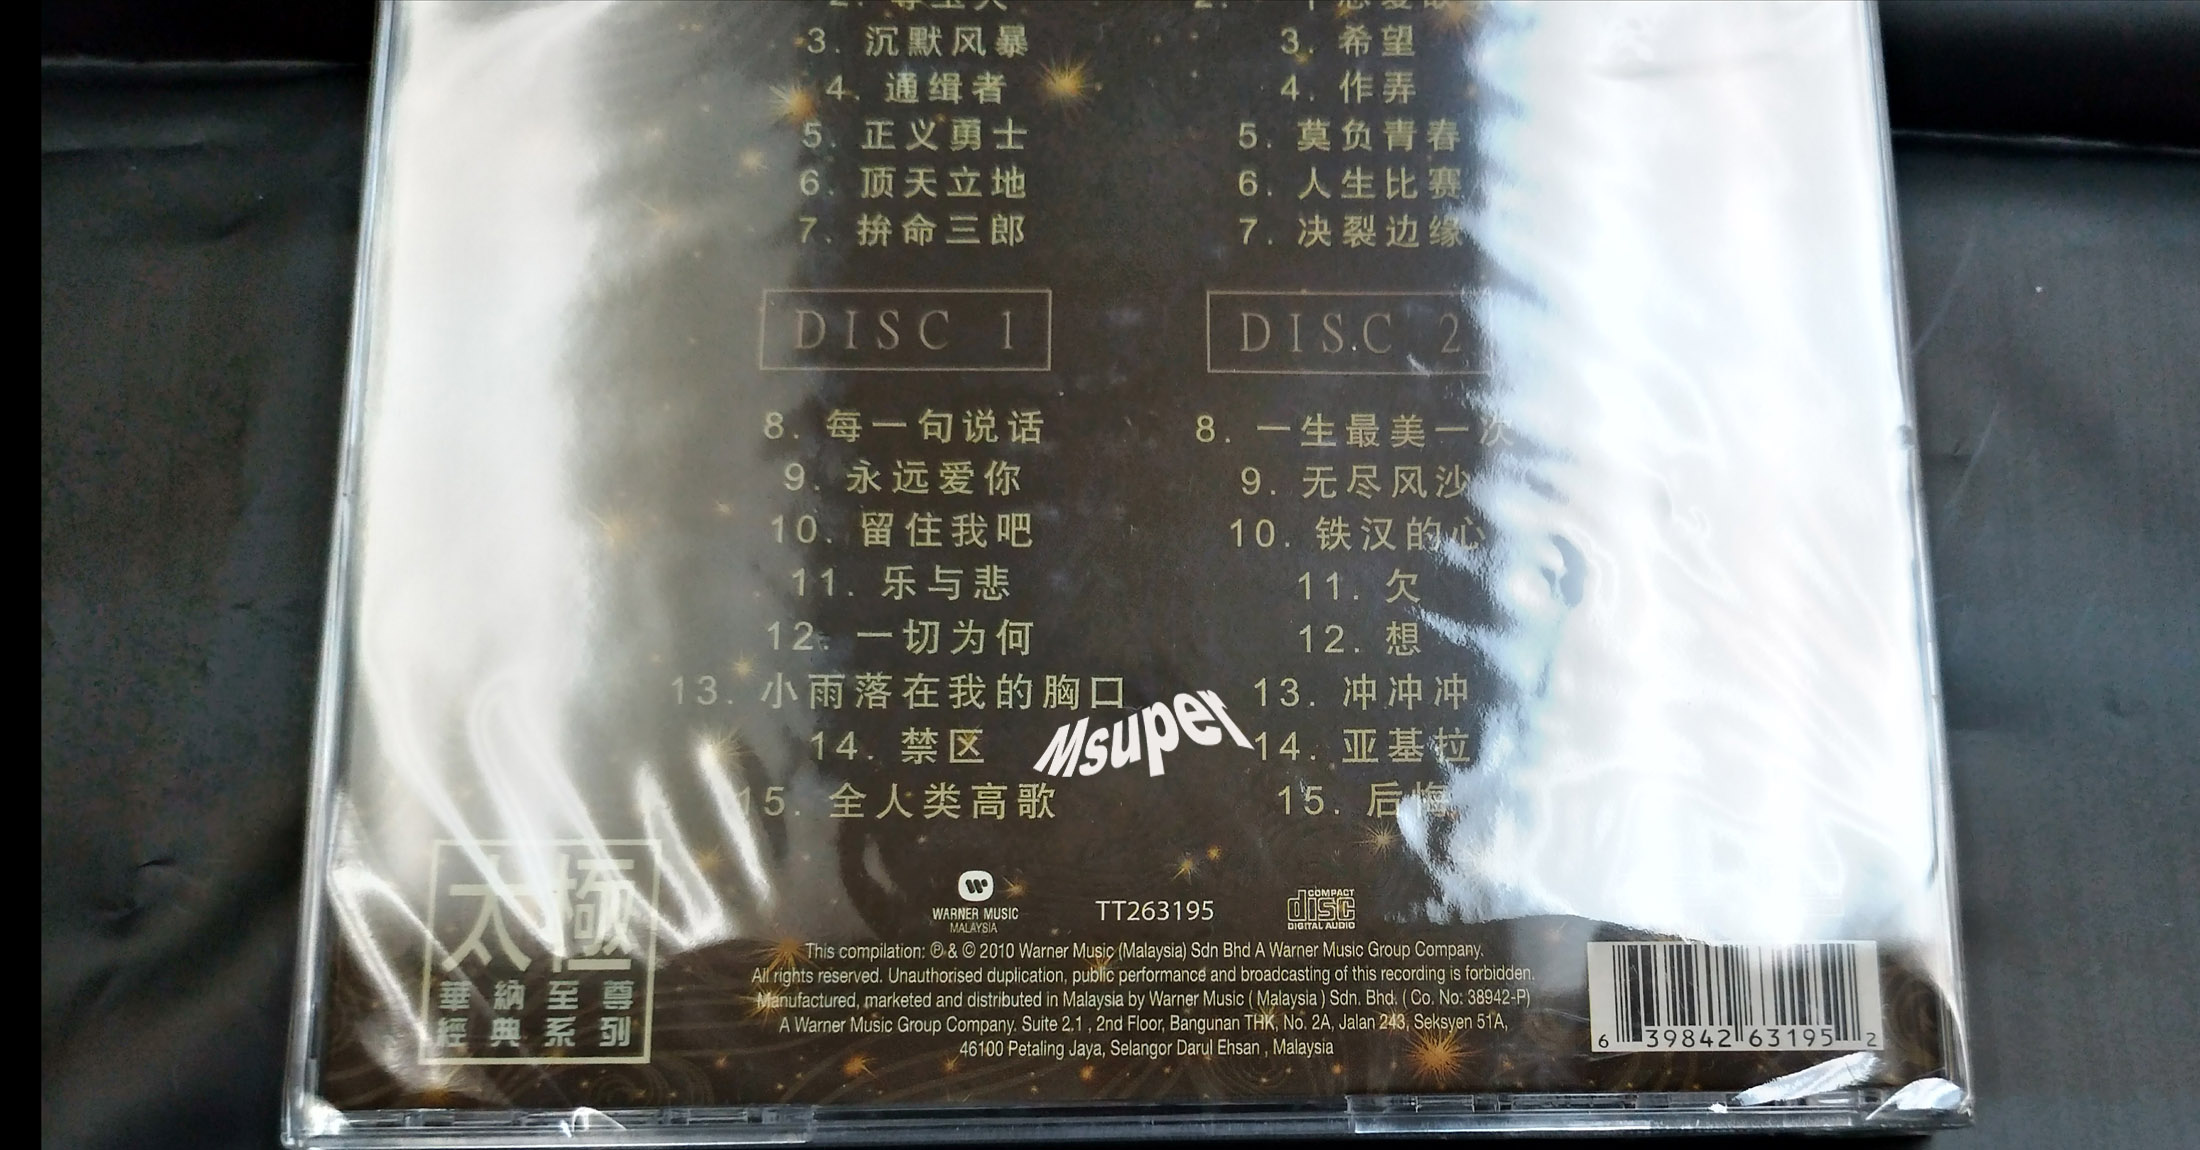 3. 沉默风暴
4. 通缉者
5. 正义勇士
6. 顶天立地
7. 拚命三郎
3. 希望
4. 作弄
5. 莫负青春
6. 人生比赛
7. 决裂边缘
DISC 1
8. 每一句说话
9. 永远爱你
10. 留住我吧
11. 乐与悲
12. 一切为何
13. 小雨落在我的胸口
14. 禁区
15. 全人类高歌
DISC 2
8. 一生最美一次
9. 无尽风沙
10. 铁汉的心
11. 欠
12. 想
13. 冲冲冲
14. 亚基拉
15. 后悔
Msuper
太極
華納至尊
經典系列
WARNER MUSIC
MALAYSIA
TT263195
COMPACT
disc
DIGITAL AUDIO
This compilation: ℗ & © 2010 Warner Music (Malaysia) Sdn Bhd A Warner Music Group Company.
All rights reserved. Unauthorised duplication, public performance and broadcasting of this recording is forbidden.
Manufactured, marketed and distributed in Malaysia by Warner Music ( Malaysia ) Sdn. Bhd. ( Co. No: 38942-P)
A Warner Music Group Company. Suite 2.1 , 2nd Floor, Bangunan THK, No. 2A, Jalan 243, Seksyen 51A,
46100 Petaling Jaya, Selangor Darul Ehsan , Malaysia
6 39842 63195 2